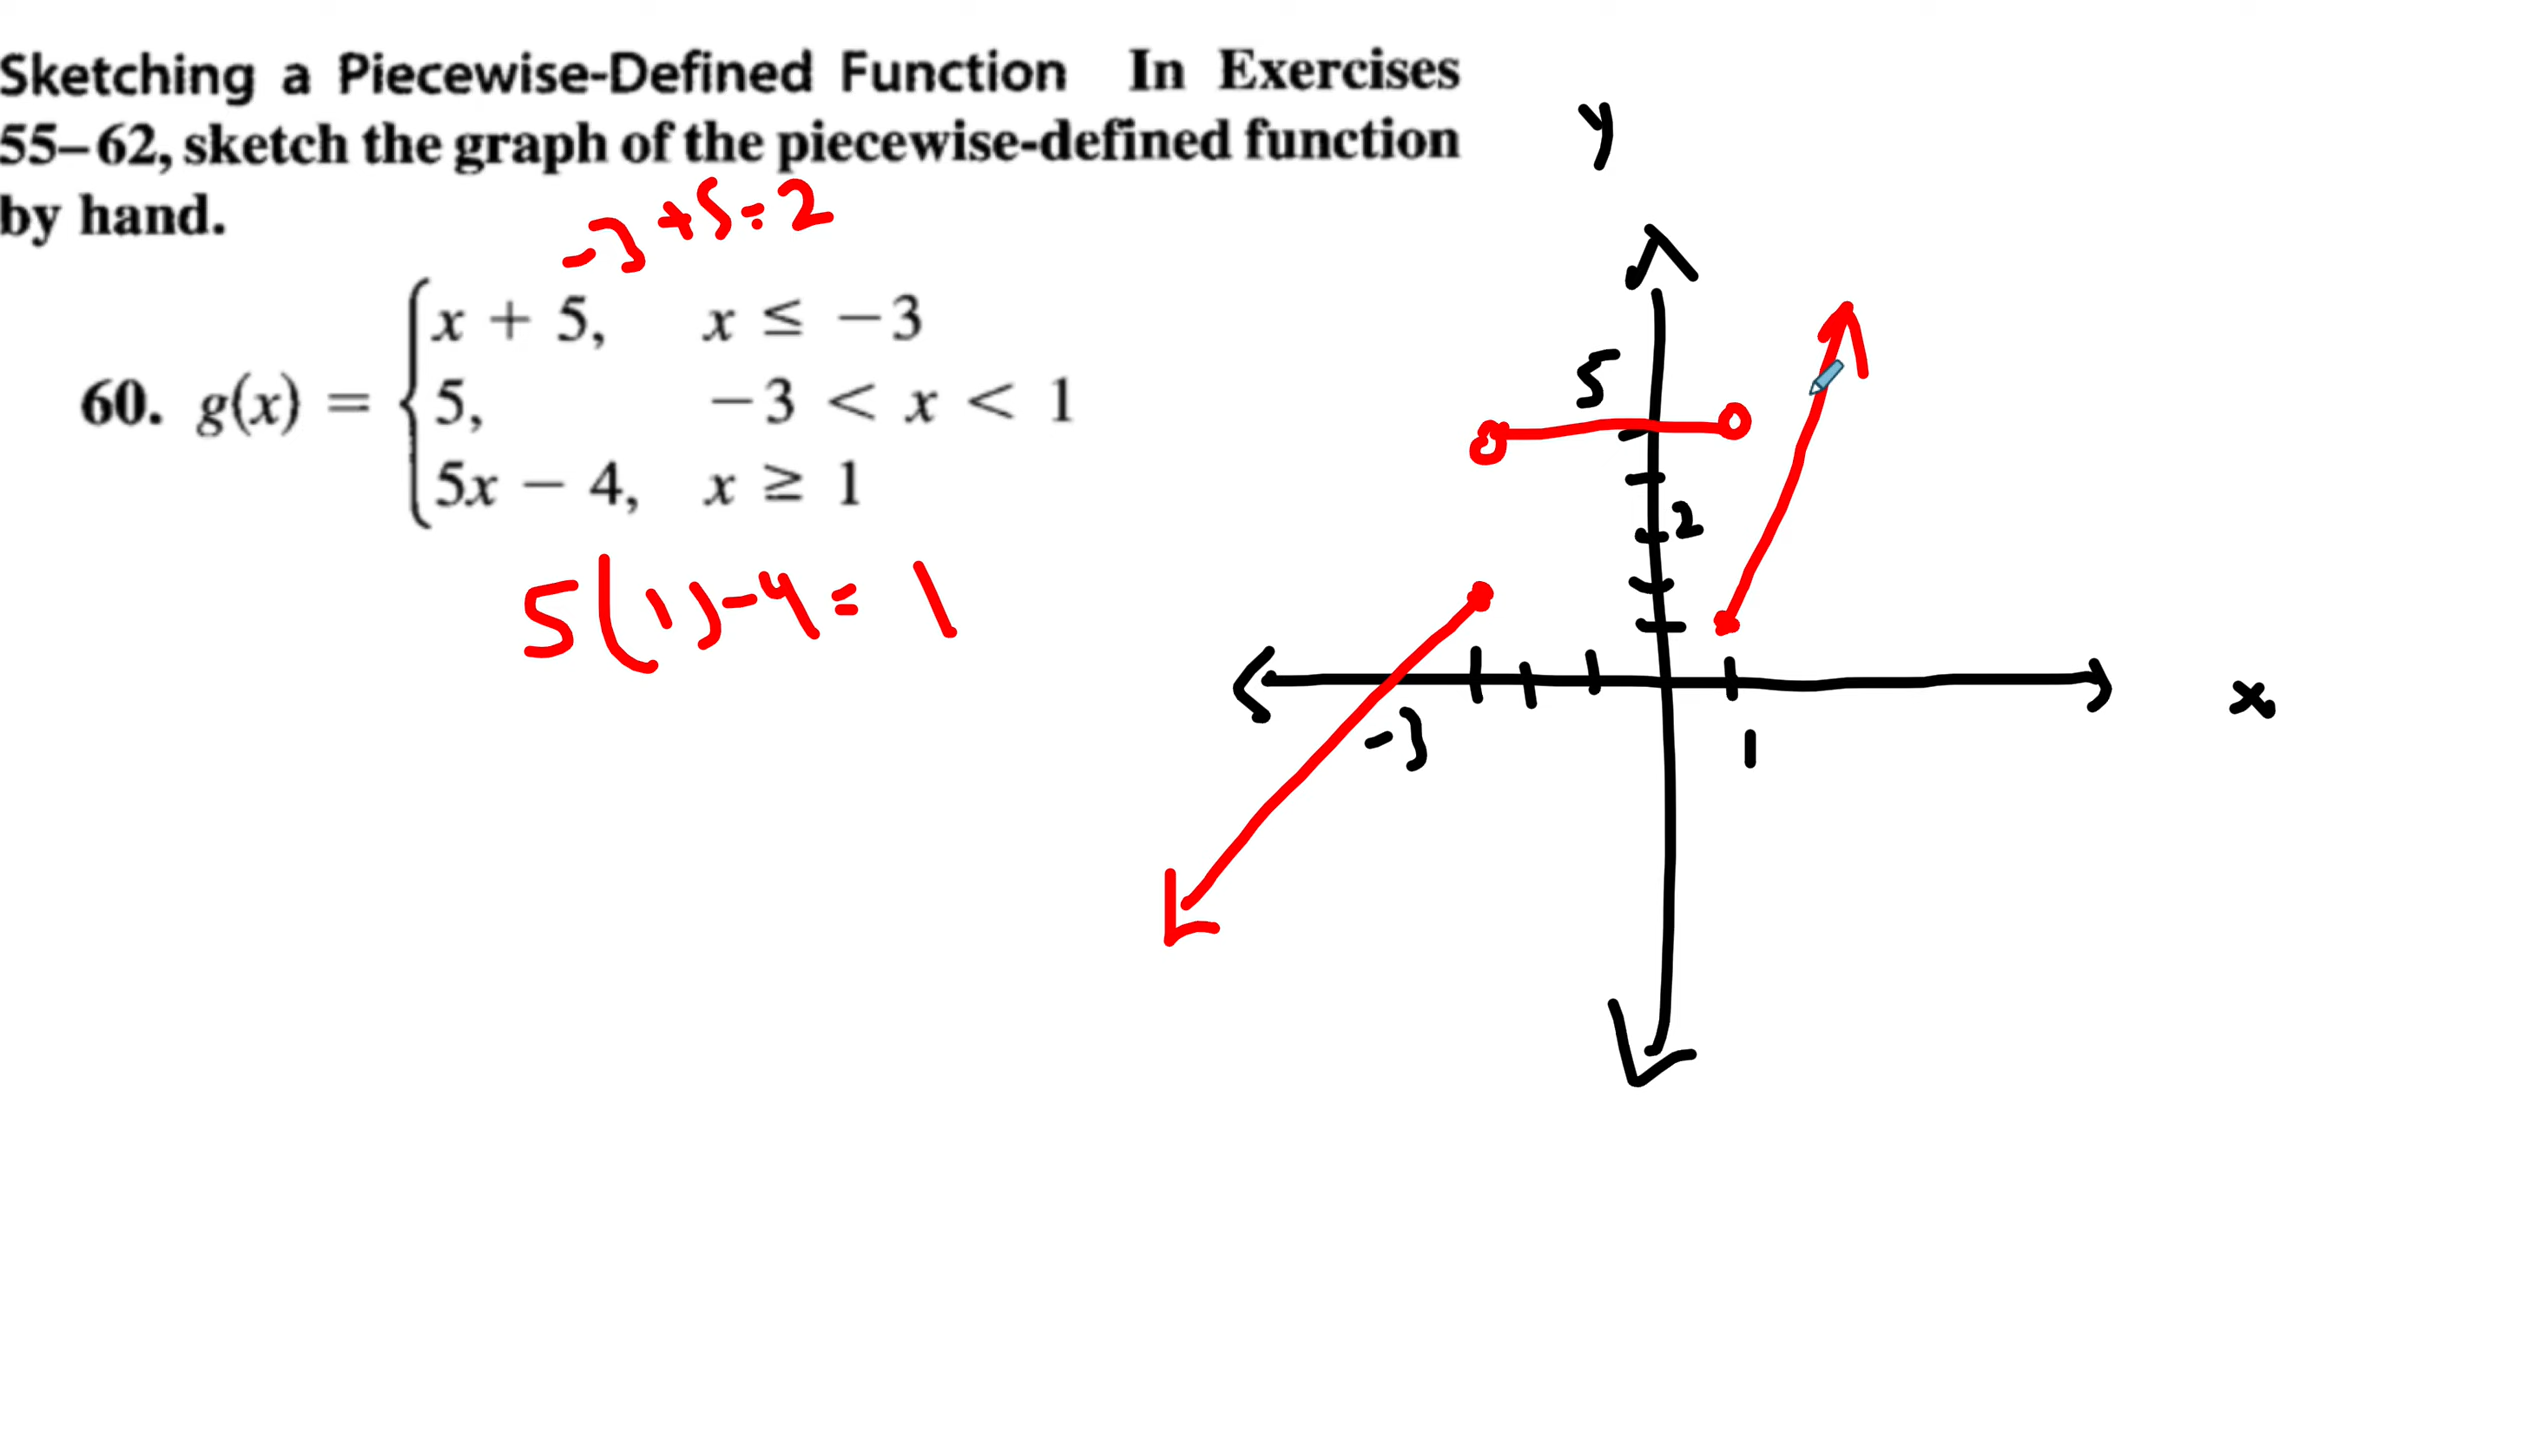 Sketching a Piecewise-Defined Function In Exercises
55–62, sketch the graph of the piecewise-defined function
by hand.
-3 + 5 = 2
60. g(x) = { x + 5, x ≤ −3
5, −3 < x < 1
5x − 4, x ≥ 1
5(1) - 4 = 1
y
5
2
-3
1
x